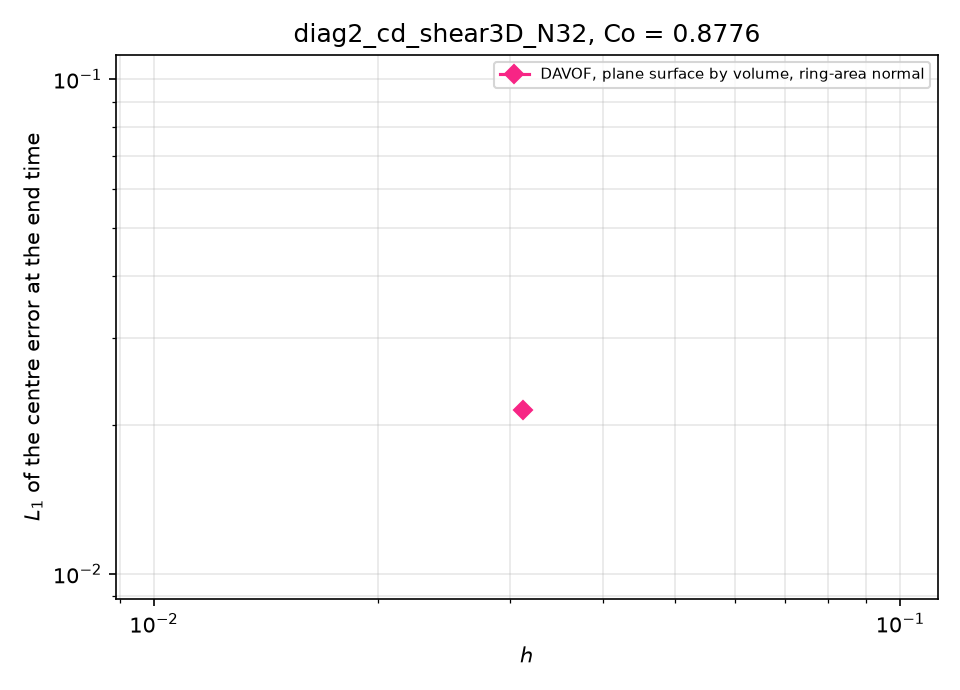 diag2_cd_shear3D_N32, Co = 0.8776
DAVOF, plane surface by volume, ring-area normal
L₁ of the centre error at the end time
10⁻¹
10⁻²
10⁻²
10⁻¹
h